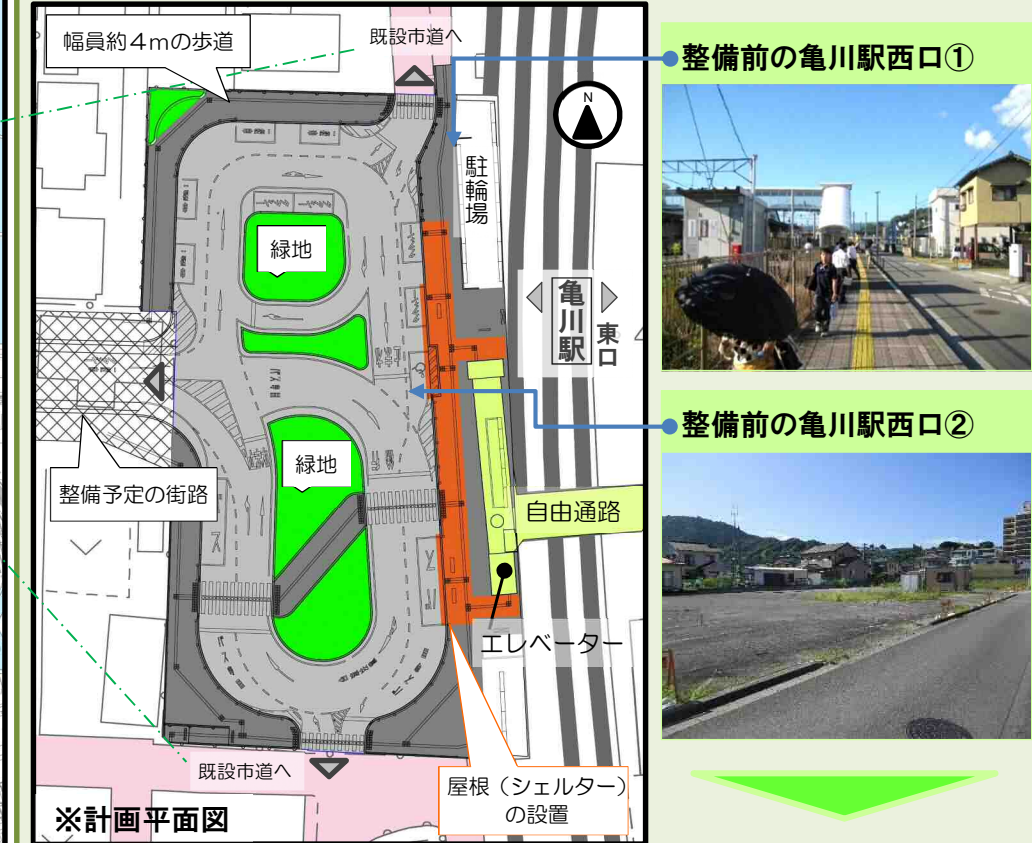 幅員約4mの歩道
既設市道へ
N
駐輪場
緑地
亀川駅
東口
整備予定の街路
緑地
自由通路
エレベーター
既設市道へ
屋根(シェルター)
の設置
※計画平面図
整備前の亀川駅西口①
整備前の亀川駅西口②